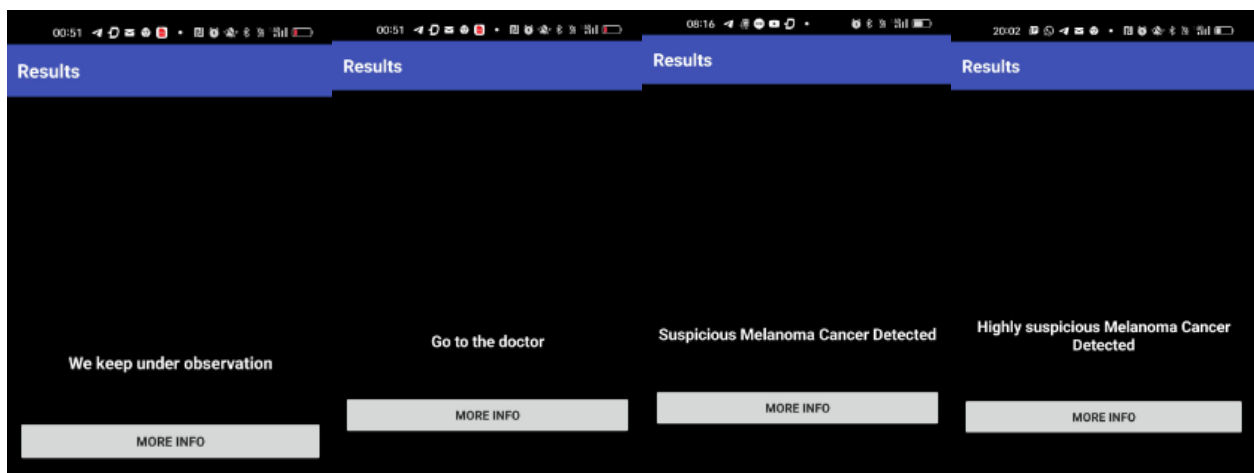 00:51
Results
We keep under observation
MORE INFO
00:51
Results
Go to the doctor
MORE INFO
08:16
Results
Suspicious Melanoma Cancer Detected
MORE INFO
20:02
Results
Highly suspicious Melanoma Cancer
Detected
MORE INFO